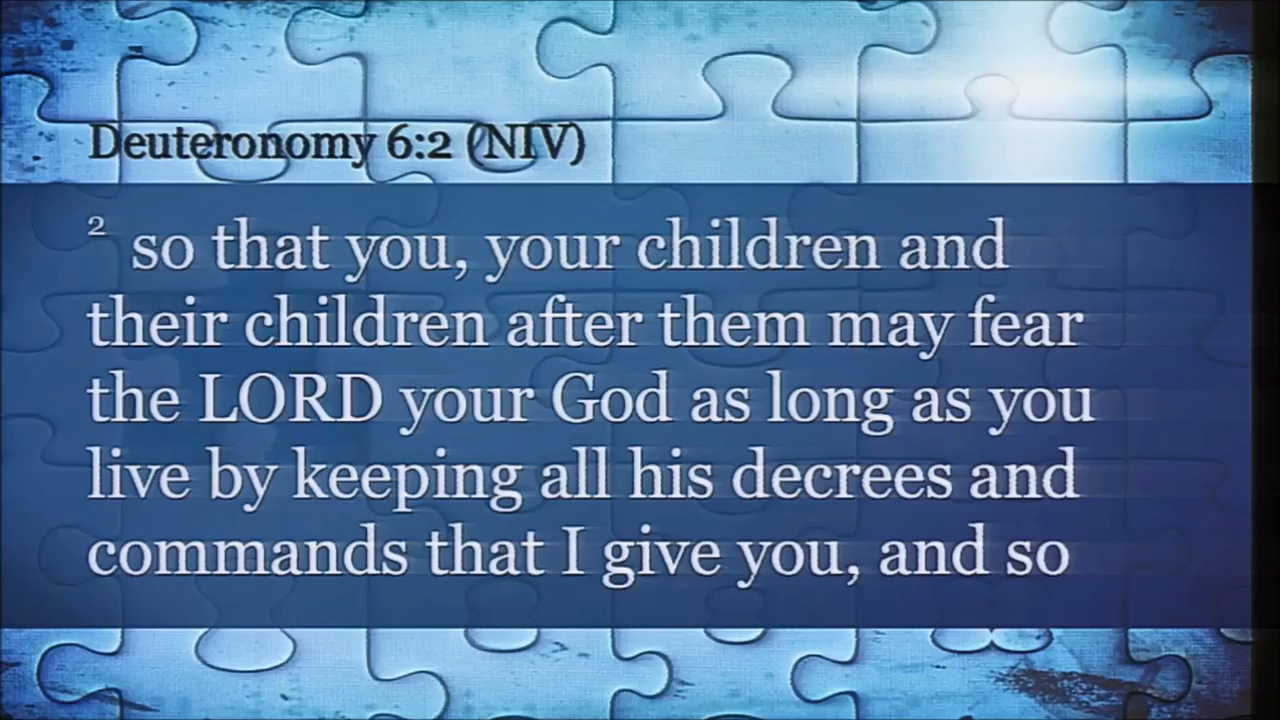 Deuteronomy 6:2 (NIV)
2 so that you, your children and
their children after them may fear
the LORD your God as long as you
live by keeping all his decrees and
commands that I give you, and so